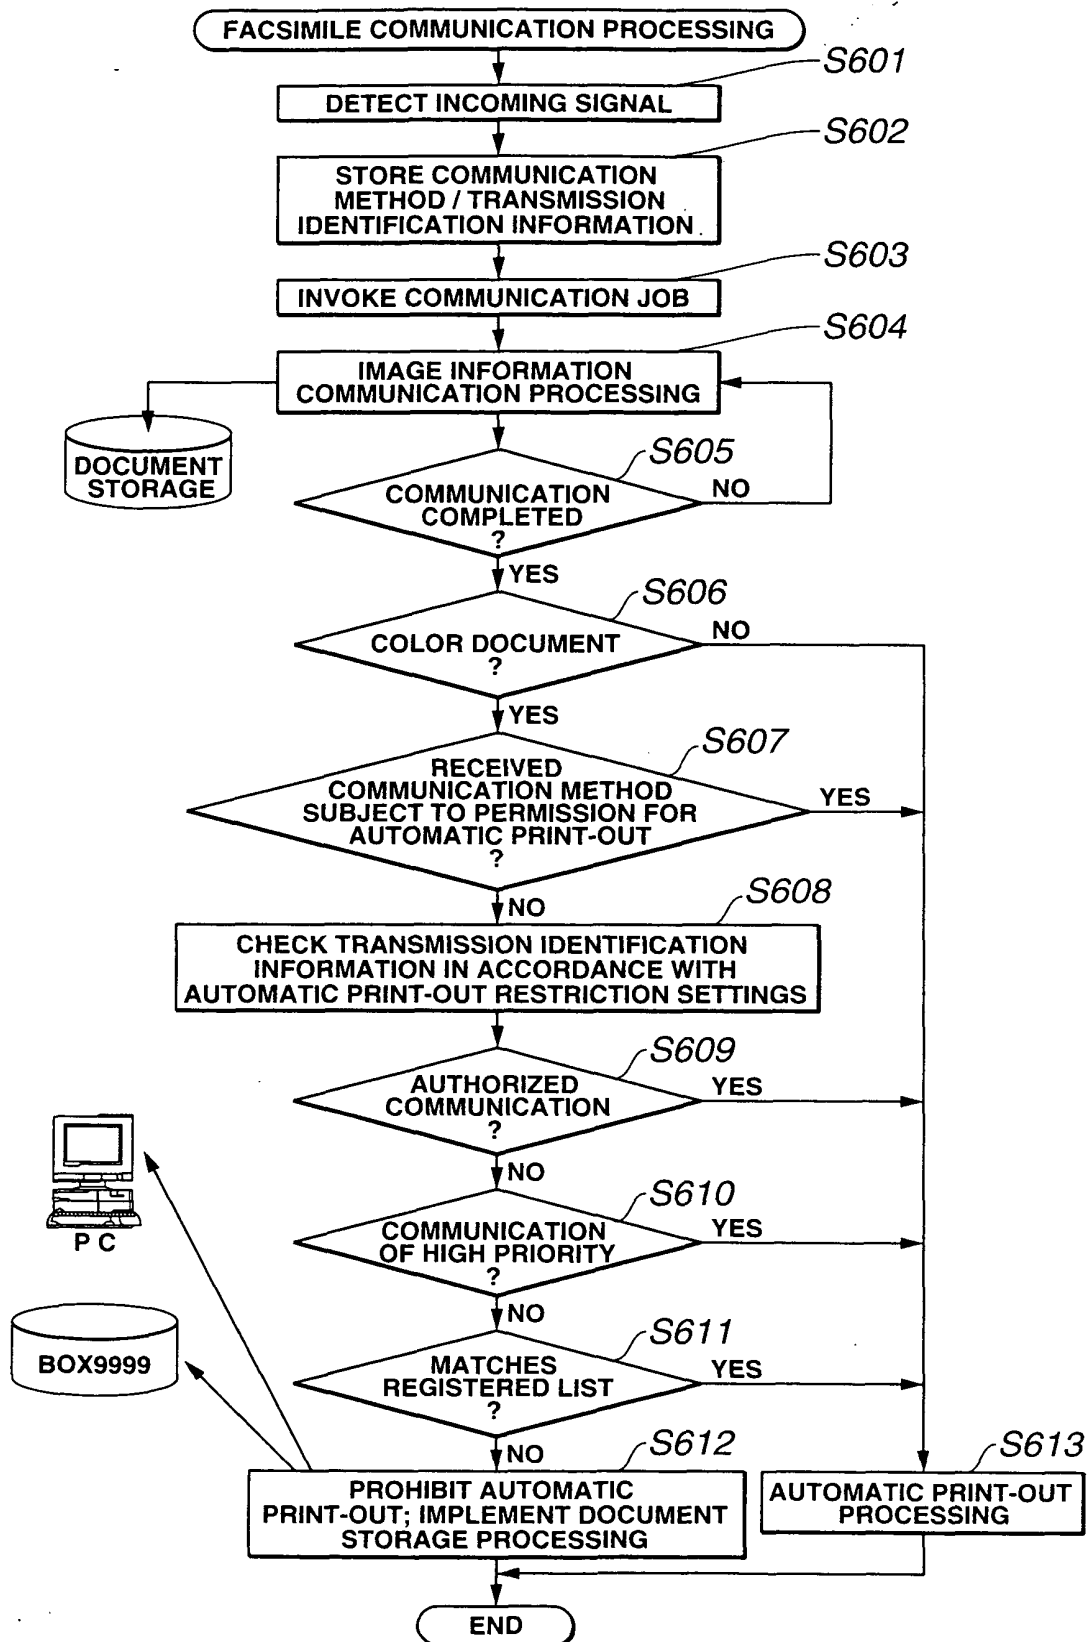 FACSIMILE COMMUNICATION PROCESSING
S601
DETECT INCOMING SIGNAL
S602
STORE COMMUNICATION
METHOD / TRANSMISSION
IDENTIFICATION INFORMATION
S603
INVOKE COMMUNICATION JOB
S604
IMAGE INFORMATION
COMMUNICATION PROCESSING
DOCUMENT
STORAGE
S605
COMMUNICATION
COMPLETED
?
NO
YES
S606
COLOR DOCUMENT
?
NO
YES
S607
RECEIVED
COMMUNICATION METHOD
SUBJECT TO PERMISSION FOR
AUTOMATIC PRINT-OUT
?
YES
NO
S608
CHECK TRANSMISSION IDENTIFICATION
INFORMATION IN ACCORDANCE WITH
AUTOMATIC PRINT-OUT RESTRICTION SETTINGS
S609
AUTHORIZED
COMMUNICATION
?
YES
NO
PC
S610
COMMUNICATION
OF HIGH PRIORITY
?
YES
NO
BOX9999
S611
MATCHES
REGISTERED LIST
?
YES
NO
S612
PROHIBIT AUTOMATIC
PRINT-OUT; IMPLEMENT DOCUMENT
STORAGE PROCESSING
S613
AUTOMATIC PRINT-OUT
PROCESSING
END